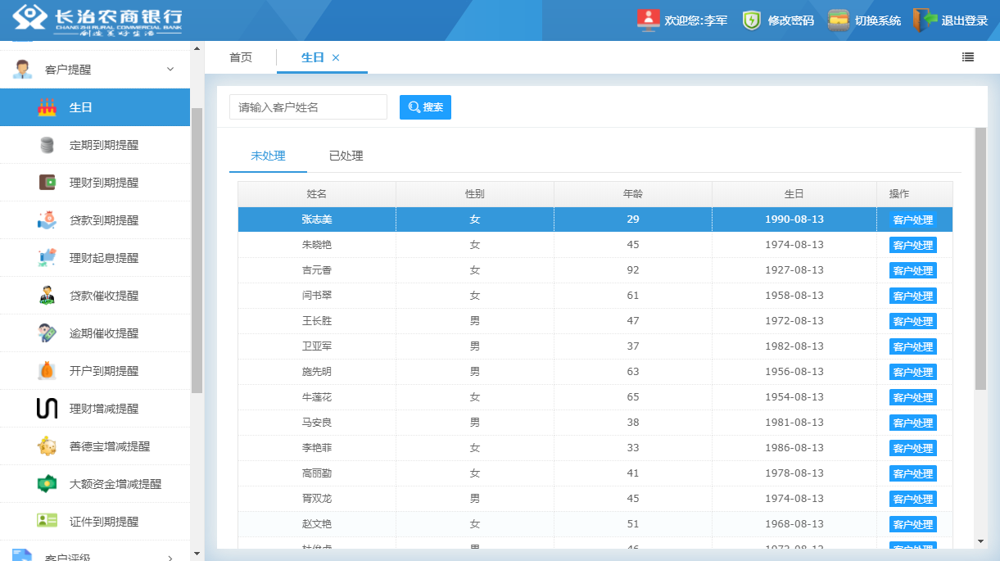 长治农商银行
CHANG ZHI RURAL COMMERCIAL BANK
创造美好生活
欢迎您:李军 修改密码 切换系统 退出登录
客户提醒
生日
定期到期提醒
理财到期提醒
贷款到期提醒
理财起息提醒
贷款催收提醒
逾期催收提醒
开户到期提醒
理财增减提醒
善德宝增减提醒
大额资金增减提醒
证件到期提醒
客户评级
首页 生日 ×
请输入客户姓名 搜索
未处理 已处理
姓名 性别 年龄 生日 操作
张志美 女 29 1990-08-13 客户处理
朱晓艳 女 45 1974-08-13 客户处理
吉元香 女 92 1927-08-13 客户处理
闫书翠 女 61 1958-08-13 客户处理
王长胜 男 47 1972-08-13 客户处理
卫亚军 男 37 1982-08-13 客户处理
施先明 男 63 1956-08-13 客户处理
牛莲花 女 65 1954-08-13 客户处理
马安良 男 38 1981-08-13 客户处理
李艳菲 女 33 1986-08-13 客户处理
高丽勤 女 41 1978-08-13 客户处理
胥双龙 男 45 1974-08-13 客户处理
赵文艳 女 51 1968-08-13 客户处理
男 46 1973-08-13 客户处理